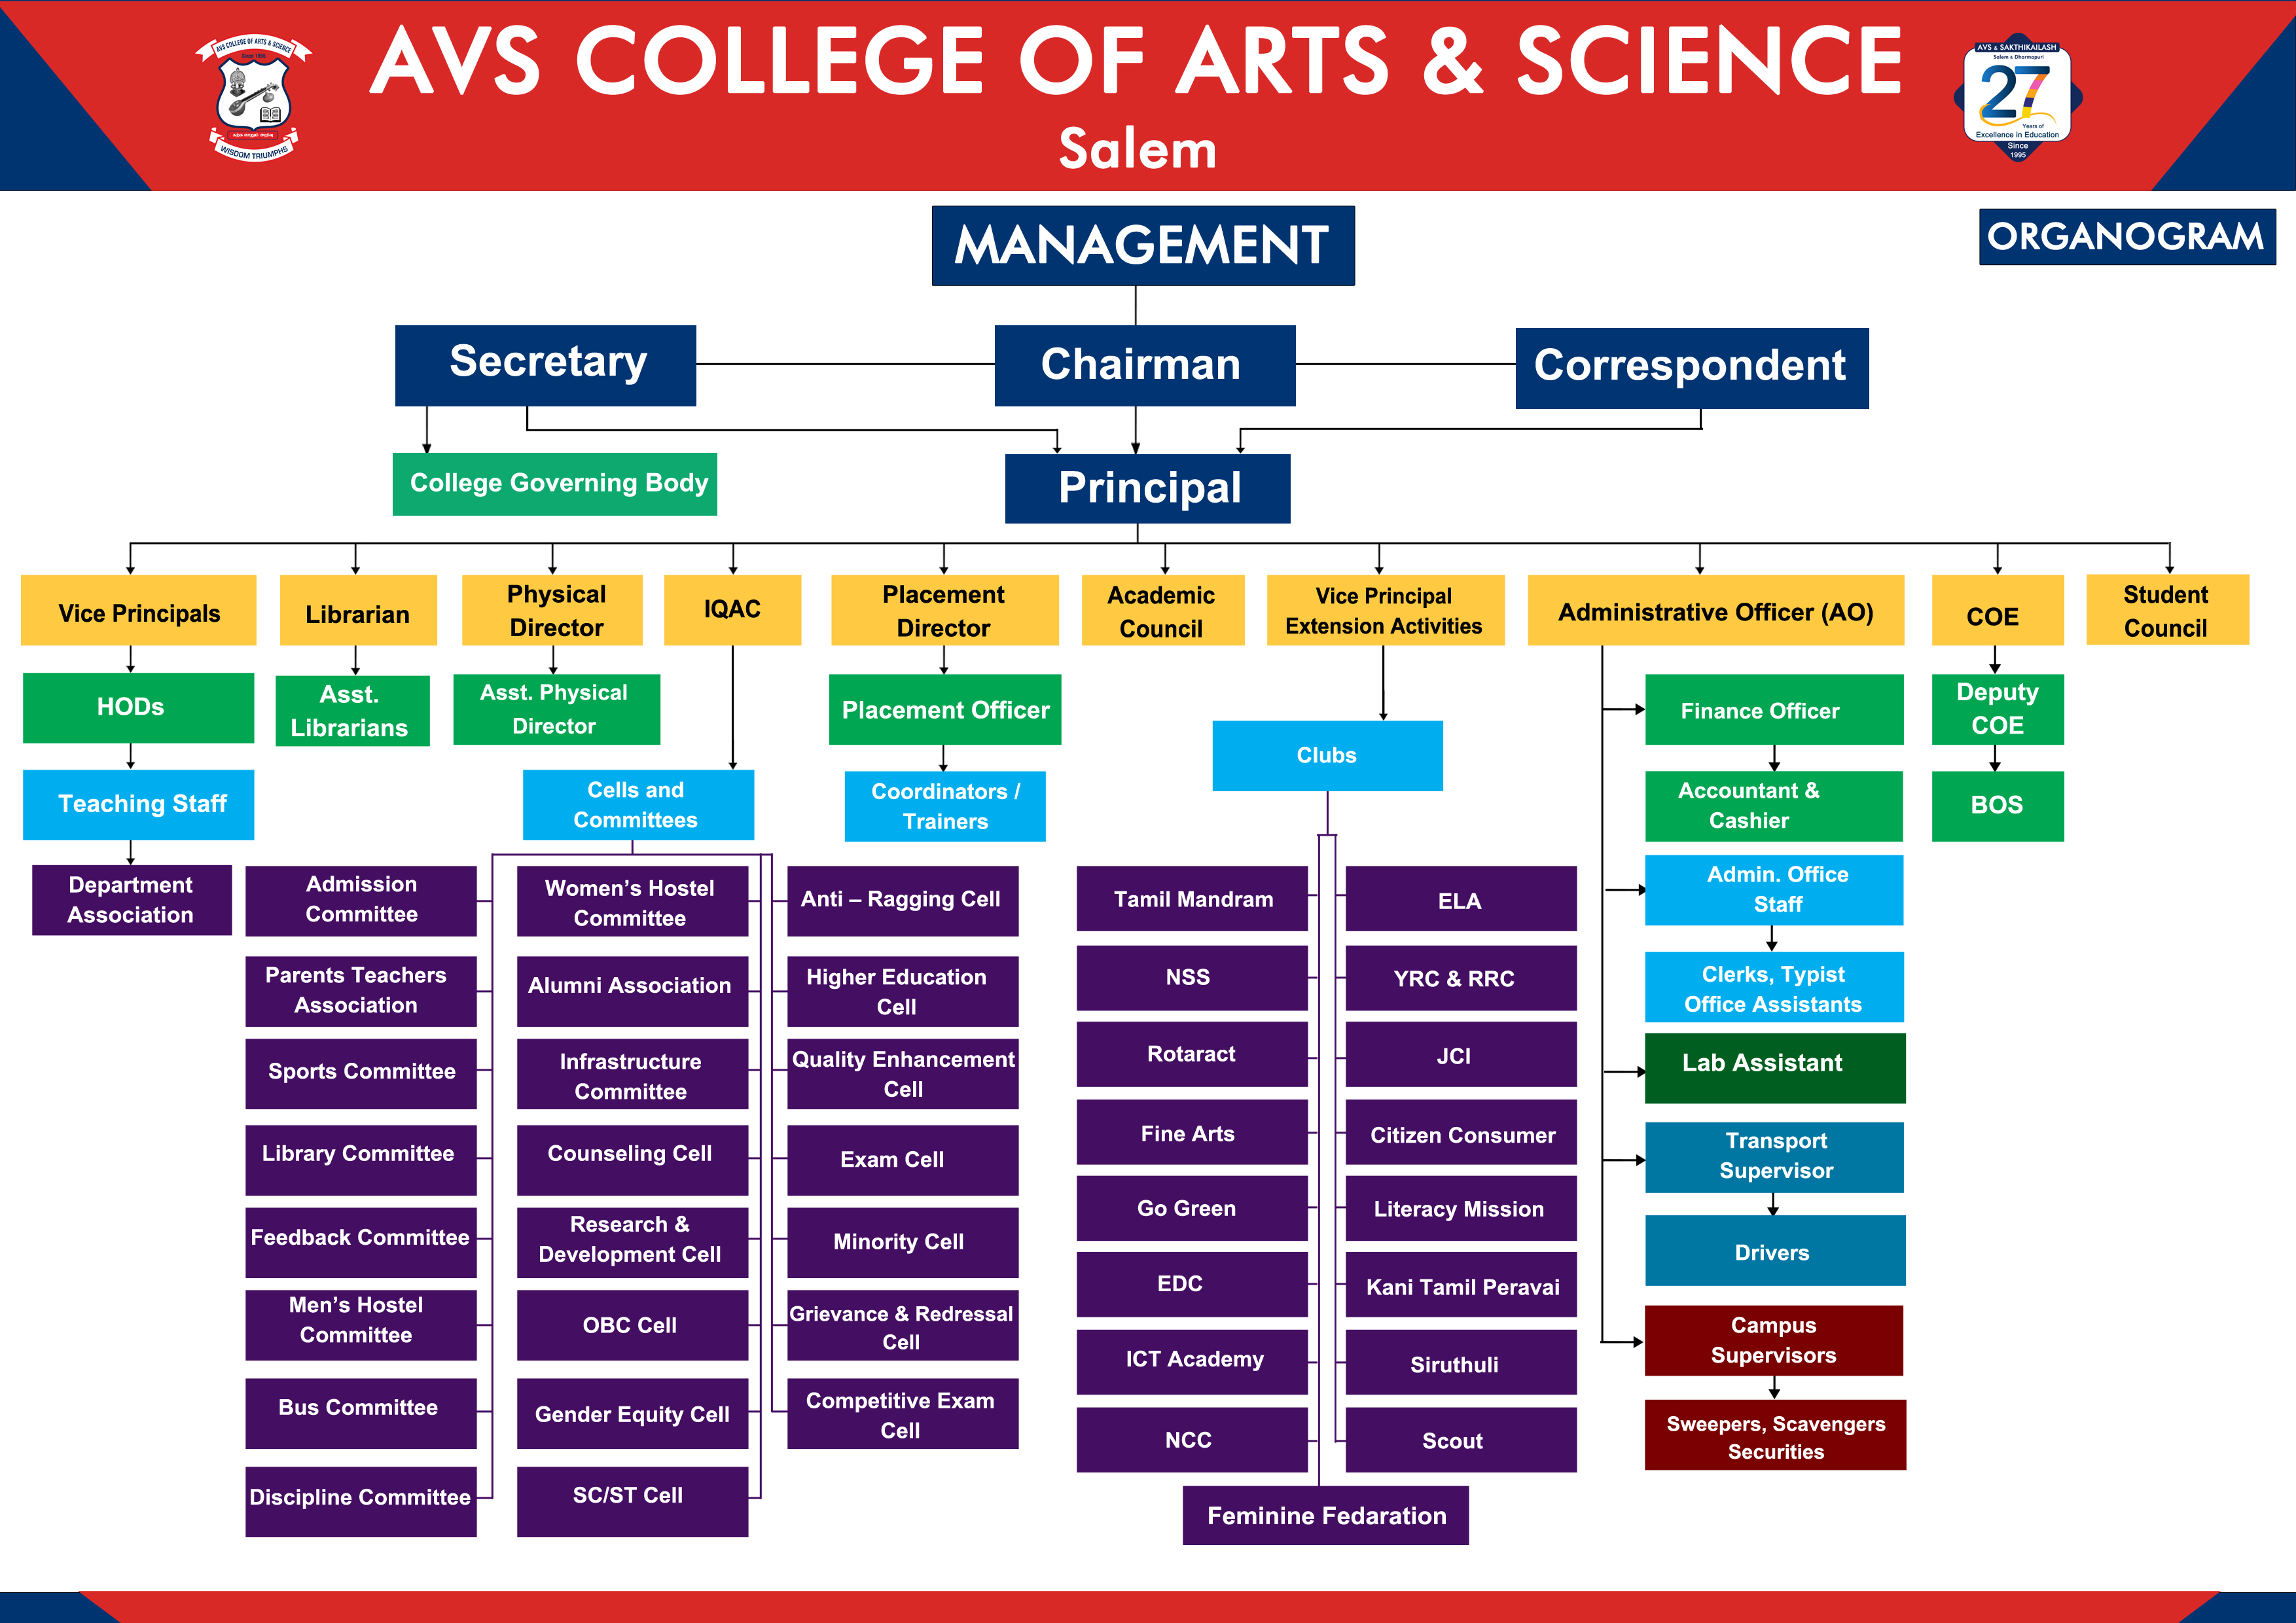 AVS COLLEGE OF ARTS & SCIENCE
Salem
AVS COLLEGE OF ARTS & SCIENCE
Since 1995
WISDOM TRIUMPHS
AVS & SAKTHIKAILASH
Salem & Dharmapuri
27
Years of
Excellence in Education
Since
1995
MANAGEMENT
ORGANOGRAM
Secretary
Chairman
Correspondent
College Governing Body
Principal
Vice Principals
Librarian
Physical
Director
IQAC
Placement
Director
Academic
Council
Vice Principal
Extension Activities
Administrative Officer (AO)
COE
Student
Council
HODs
Asst.
Librarians
Asst. Physical
Director
Placement Officer
Clubs
Finance Officer
Deputy
COE
Teaching Staff
Cells and
Committees
Coordinators /
Trainers
Accountant &
Cashier
BOS
Department
Association
Admission
Committee
Women’s Hostel
Committee
Anti – Ragging Cell
Parents Teachers
Association
Alumni Association
Higher Education
Cell
Sports Committee
Infrastructure
Committee
Quality Enhancement
Cell
Library Committee
Counseling Cell
Exam Cell
Feedback Committee
Research &
Development Cell
Minority Cell
Men’s Hostel
Committee
OBC Cell
Grievance & Redressal
Cell
Bus Committee
Gender Equity Cell
Competitive Exam
Cell
Discipline Committee
SC/ST Cell
Tamil Mandram
ELA
NSS
YRC & RRC
Rotaract
JCI
Fine Arts
Citizen Consumer
Go Green
Literacy Mission
EDC
Kani Tamil Peravai
ICT Academy
Siruthuli
NCC
Scout
Feminine Fedaration
Admin. Office
Staff
Clerks, Typist
Office Assistants
Lab Assistant
Transport
Supervisor
Drivers
Campus
Supervisors
Sweepers, Scavengers
Securities